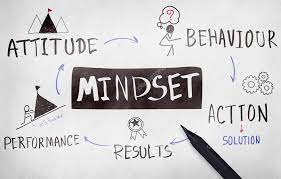 ATTITUDE
BEHAVIOUR
MINDSET
ACTION
SOLUTION
PERFORMANCE
RESULTS